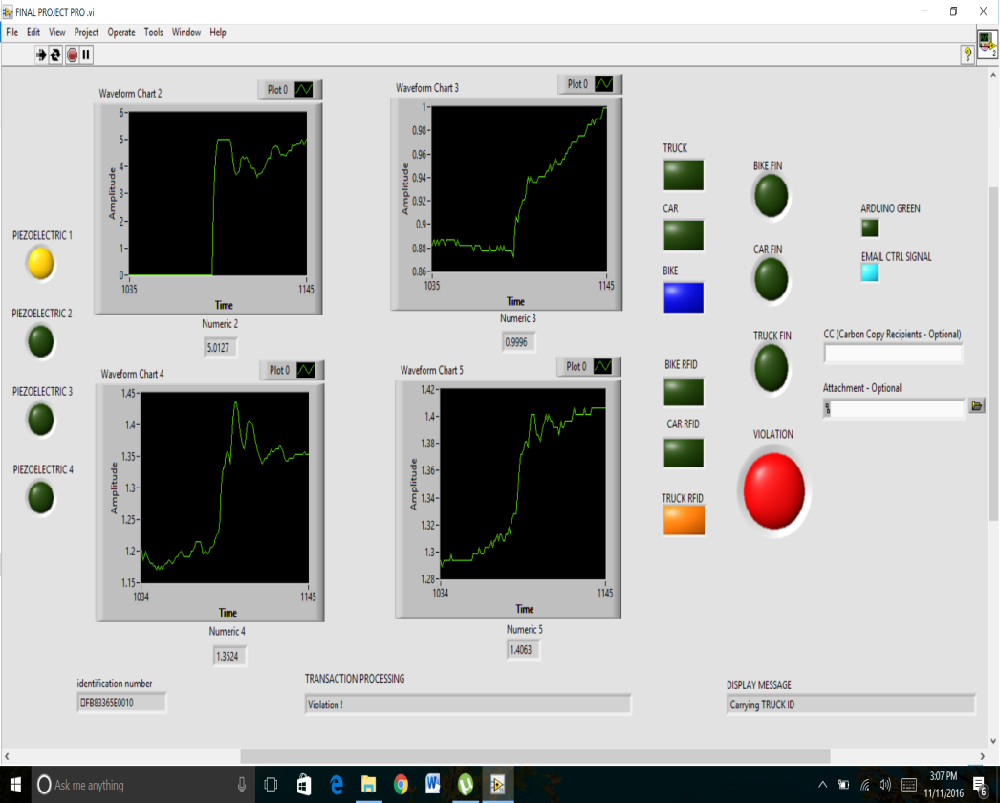 FINAL PROJECT PRO .vi
File Edit View Project Operate Tools Window Help
2
Waveform Chart 2
Plot 0
Amplitude
6
5
4
3
2
1
0
1035
1145
Time
Numeric 2
5.0127
Waveform Chart 3
Plot 0
Amplitude
1
0.98
0.96
0.94
0.92
0.9
0.88
0.86
1035
1145
Time
Numeric 3
0.9996
PIEZOELECTRIC 1
PIEZOELECTRIC 2
PIEZOELECTRIC 3
PIEZOELECTRIC 4
Waveform Chart 4
Plot 0
Amplitude
1.45
1.4
1.35
1.3
1.25
1.2
1.15
1034
1145
Time
Numeric 4
1.3524
Waveform Chart 5
Plot 0
Amplitude
1.42
1.4
1.38
1.36
1.34
1.32
1.3
1.28
1034
1145
Time
Numeric 5
1.4063
TRUCK
CAR
BIKE
BIKE RFID
CAR RFID
TRUCK RFID
BIKE FIN
CAR FIN
TRUCK FIN
VIOLATION
ARDUINO GREEN
EMAIL CTRL SIGNAL
CC (Carbon Copy Recipients - Optional)
Attachment - Optional
identification number
FB83365E0010
TRANSACTION PROCESSING
Violation !
DISPLAY MESSAGE
Carrying TRUCK ID
Ask me anything
3:07 PM
11/11/2016
6